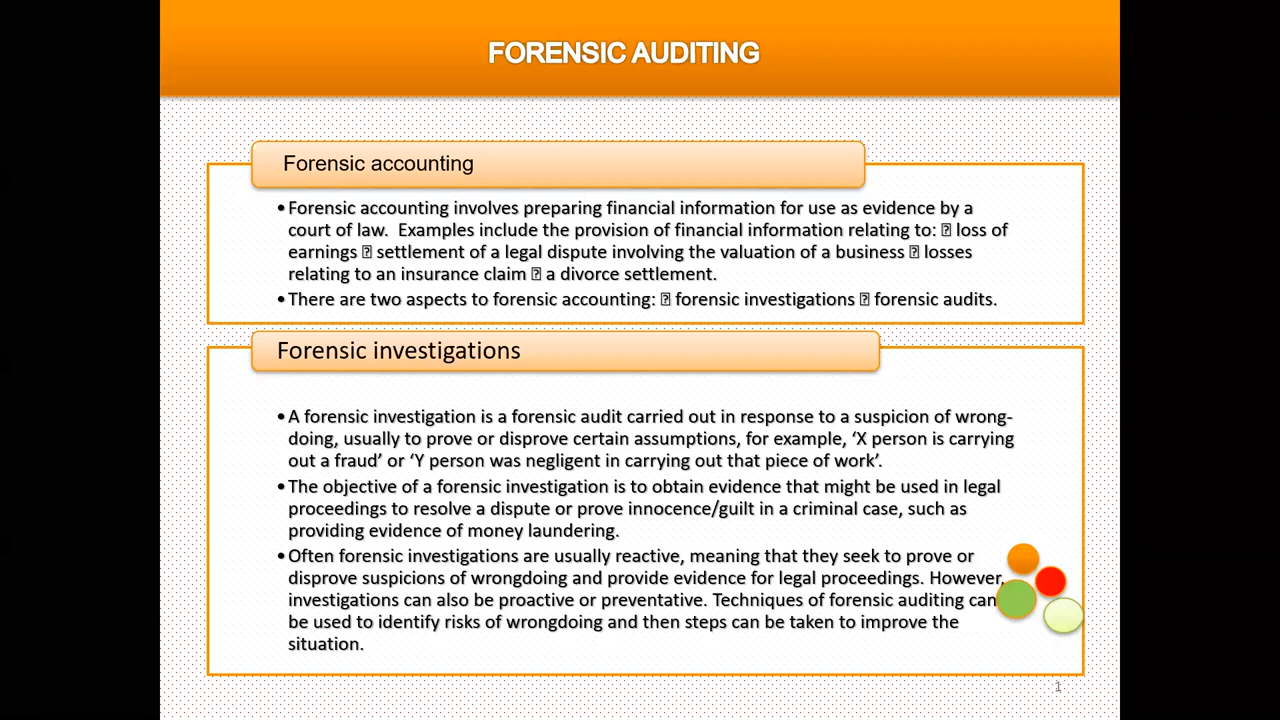 FORENSIC AUDITING
Forensic accounting
•Forensic accounting involves preparing financial information for use as evidence by a
court of law.  Examples include the provision of financial information relating to: ⍰ loss of
earnings ⍰ settlement of a legal dispute involving the valuation of a business ⍰ losses
relating to an insurance claim ⍰ a divorce settlement.
•There are two aspects to forensic accounting: ⍰ forensic investigations ⍰ forensic audits.
Forensic investigations
•A forensic investigation is a forensic audit carried out in response to a suspicion of wrong-
doing, usually to prove or disprove certain assumptions, for example, ‘X person is carrying
out a fraud’ or ‘Y person was negligent in carrying out that piece of work’.
•The objective of a forensic investigation is to obtain evidence that might be used in legal
proceedings to resolve a dispute or prove innocence/guilt in a criminal case, such as
providing evidence of money laundering.
•Often forensic investigations are usually reactive, meaning that they seek to prove or
disprove suspicions of wrongdoing and provide evidence for legal proceedings. However,
investigations can also be proactive or preventative. Techniques of forensic auditing can
be used to identify risks of wrongdoing and then steps can be taken to improve the
situation.
1